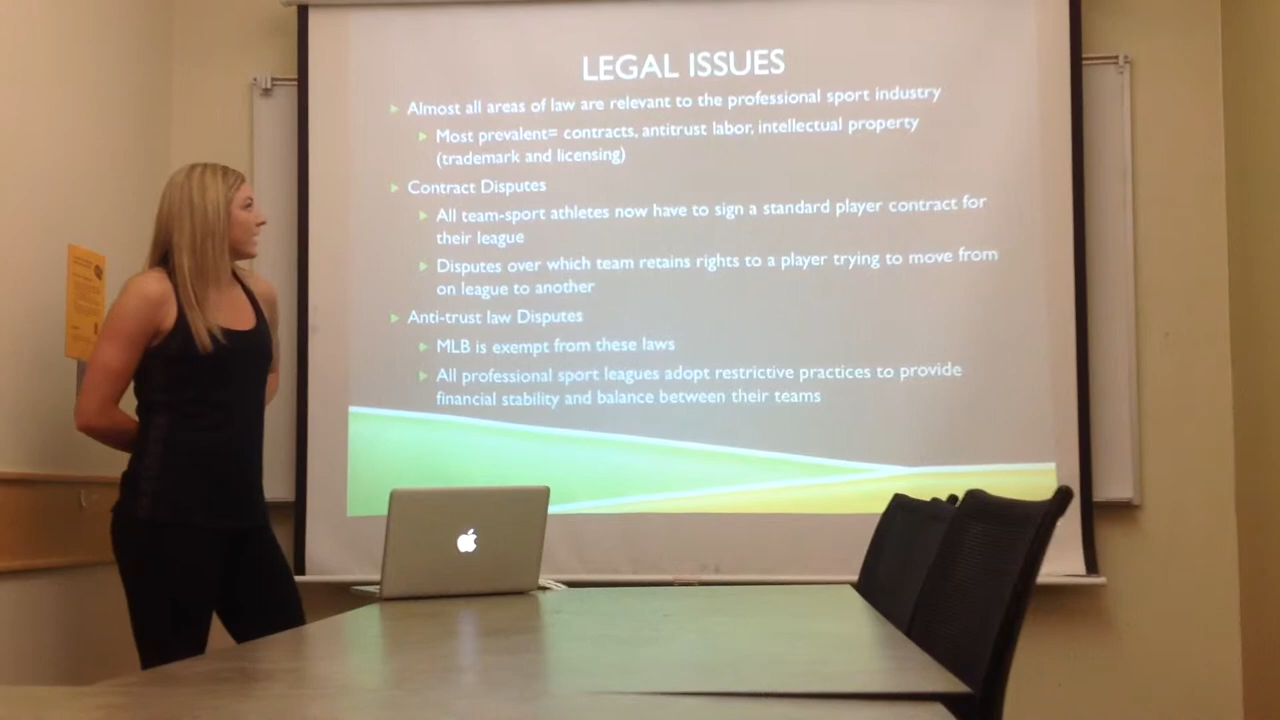 LEGAL ISSUES
Almost all areas of law are relevant to the professional sport industry
Most prevalent= contracts, antitrust labor, intellectual property
(trademark and licensing)
Contract Disputes
All team-sport athletes now have to sign a standard player contract for
their league
Disputes over which team retains rights to a player trying to move from
on league to another
Anti-trust law Disputes
MLB is exempt from these laws
All professional sport leagues adopt restrictive practices to provide
financial stability and balance between their teams